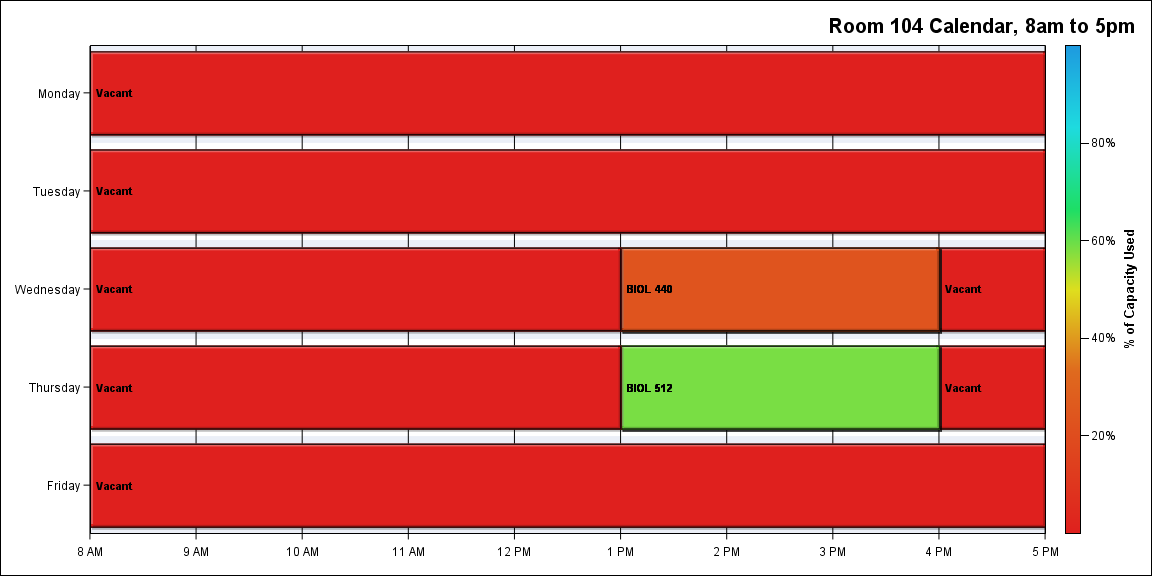 Room 104 Calendar, 8am to 5pm
Monday
Vacant
Tuesday
Vacant
Wednesday
Vacant
BIOL 440
Vacant
Thursday
Vacant
BIOL 512
Vacant
Friday
Vacant
8 AM 9 AM 10 AM 11 AM 12 PM 1 PM 2 PM 3 PM 4 PM 5 PM
80%
60%
40%
20%
% of Capacity Used